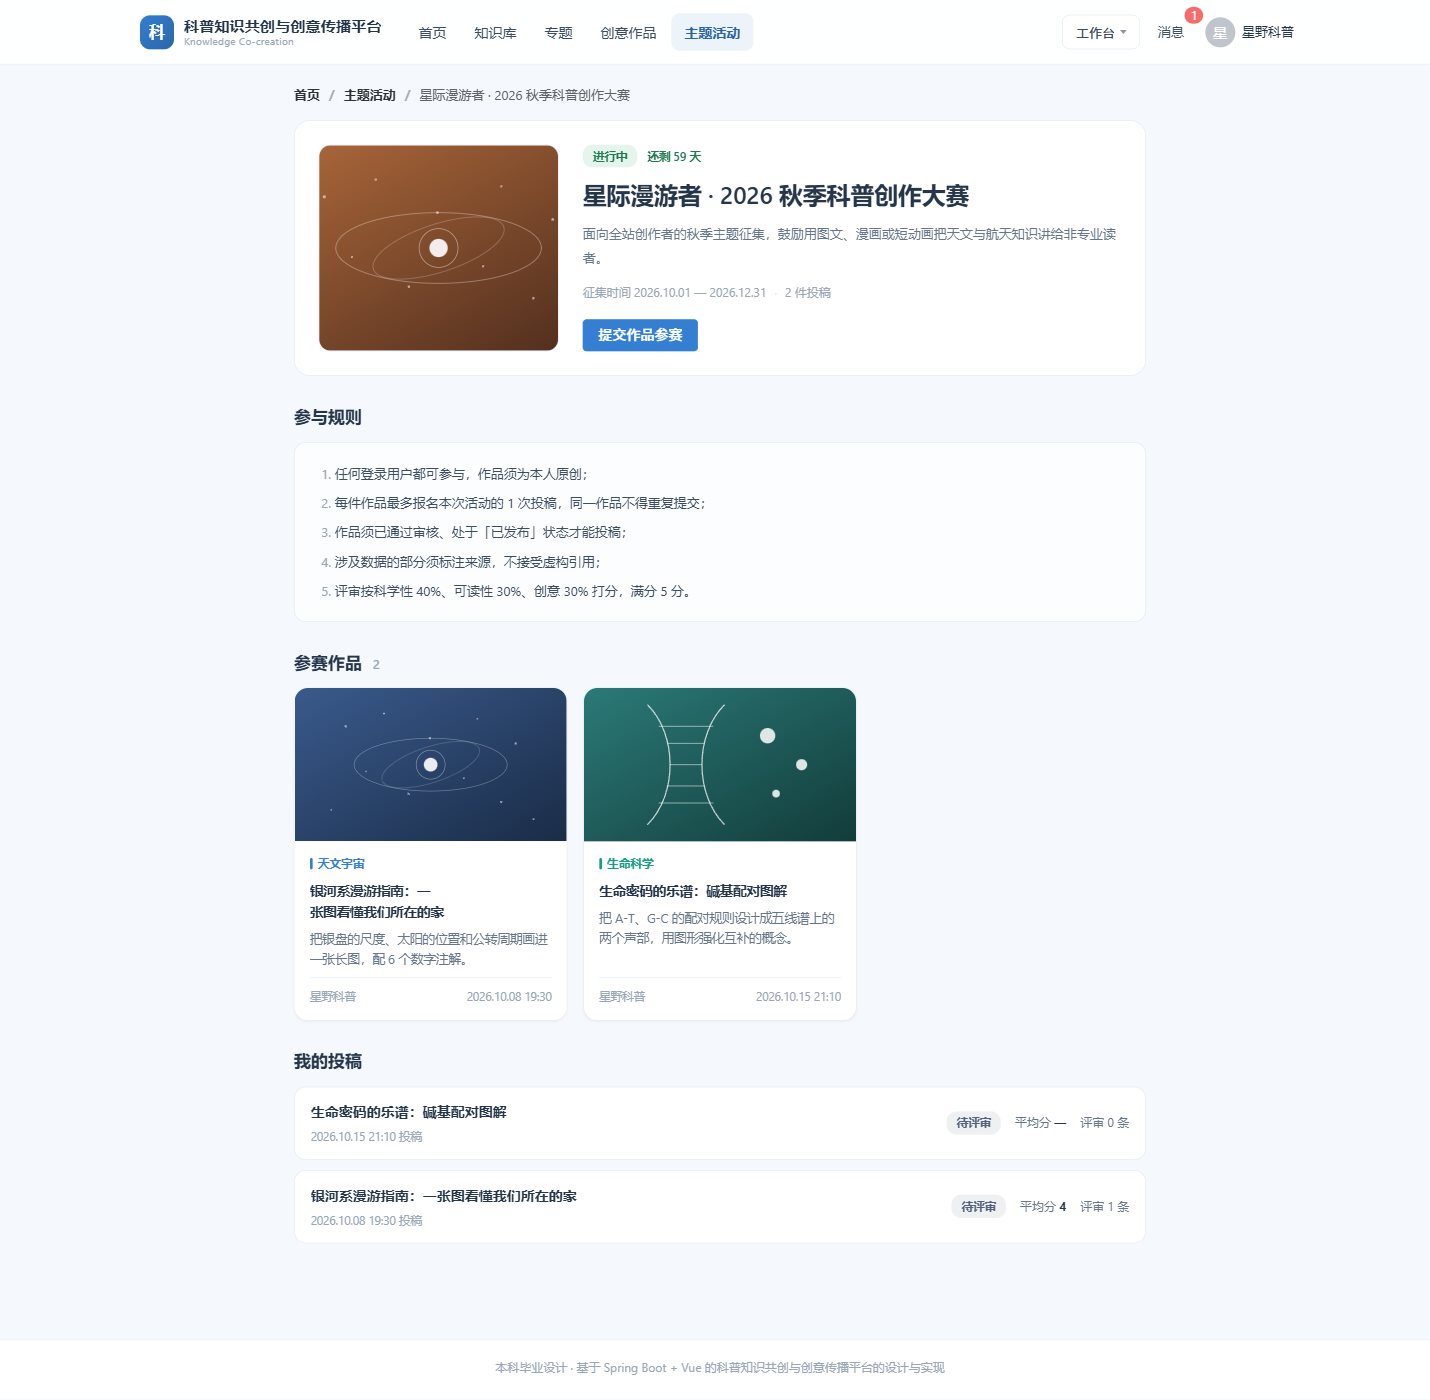 科
科普知识共创与创意传播平台
Knowledge Co-creation
首页
知识库
专题
创意作品
主题活动
工作台
消息
1
星
星野科普
首页 / 主题活动 / 星际漫游者 · 2026 秋季科普创作大赛
进行中
还剩 59 天
星际漫游者 · 2026 秋季科普创作大赛
面向全站创作者的秋季主题征集，鼓励用图文、漫画或短动画把天文与航天知识讲给非专业读
者。
征集时间 2026.10.01 — 2026.12.31 · 2 件投稿
提交作品参赛
参与规则
1. 任何登录用户都可参与，作品须为本人原创；
2. 每件作品最多报名本次活动的 1 次投稿，同一作品不得重复提交；
3. 作品须已通过审核、处于「已发布」状态才能投稿；
4. 涉及数据的部分须标注来源，不接受虚构引用；
5. 评审按科学性 40%、可读性 30%、创意 30% 打分，满分 5 分。
参赛作品 2
天文宇宙
银河系漫游指南：一
张图看懂我们所在的家
把银盘的尺度、太阳的位置和公转周期画进
一张长图，配 6 个数字注解。
星野科普 2026.10.08 19:30
生命科学
生命密码的乐谱：碱基配对图解
把 A-T、G-C 的配对规则设计成五线谱上的
两个声部，用图形强化互补的概念。
星野科普 2026.10.15 21:10
我的投稿
生命密码的乐谱：碱基配对图解
2026.10.15 21:10 投稿
待评审 平均分 — 评审 0 条
银河系漫游指南：一张图看懂我们所在的家
2026.10.08 19:30 投稿
待评审 平均分 4 评审 1 条
本科毕业设计 · 基于 Spring Boot + Vue 的科普知识共创与创意传播平台的设计与实现